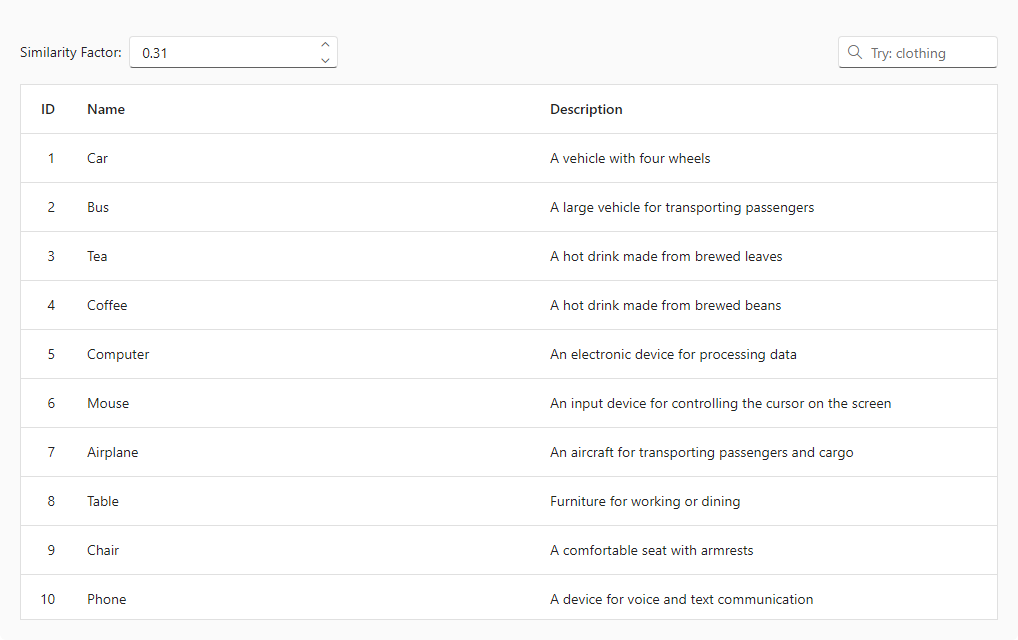 Similarity Factor: 0.31 Try: clothing
ID Name Description
1 Car A vehicle with four wheels
2 Bus A large vehicle for transporting passengers
3 Tea A hot drink made from brewed leaves
4 Coffee A hot drink made from brewed beans
5 Computer An electronic device for processing data
6 Mouse An input device for controlling the cursor on the screen
7 Airplane An aircraft for transporting passengers and cargo
8 Table Furniture for working or dining
9 Chair A comfortable seat with armrests
10 Phone A device for voice and text communication